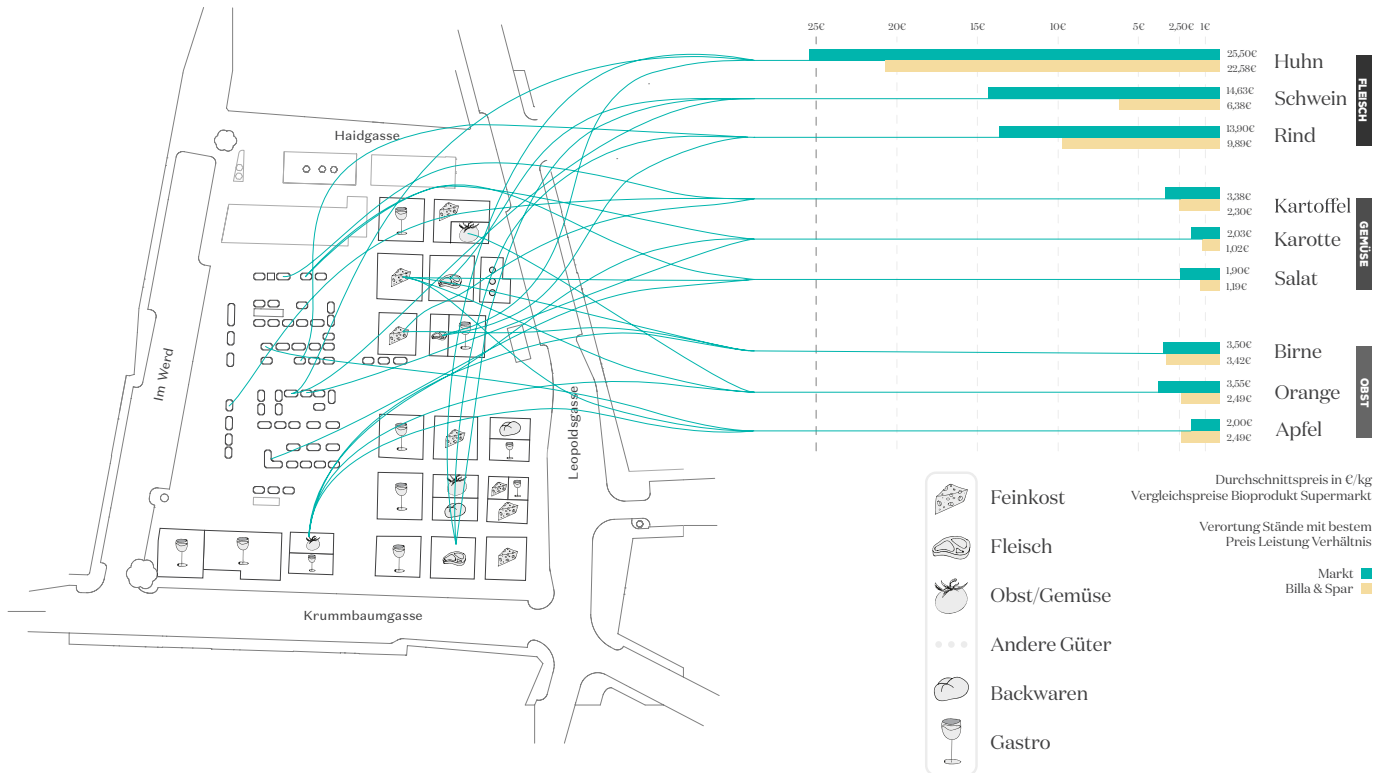 25€ 20€ 15€ 10€ 5€ 2,50€ 1€
25,50€
22,58€
Huhn
14,63€
6,38€
Schwein
13,90€
9,89€
Rind
FLEISCH
3,38€
2,30€
Kartoffel
2,03€
1,02€
Karotte
1,90€
1,19€
Salat
GEMÜSE
3,50€
3,42€
Birne
3,55€
2,49€
Orange
2,00€
2,49€
Apfel
OBST
Haidgasse
Im Werd
Leopoldsgasse
Krummbaumgasse
Feinkost
Fleisch
Obst/Gemüse
Andere Güter
Backwaren
Gastro
Durchschnittspreis in €/kg
Vergleichspreise Bioprodukt Supermarkt
Verortung Stände mit bestem
Preis Leistung Verhältnis
Markt
Billa & Spar